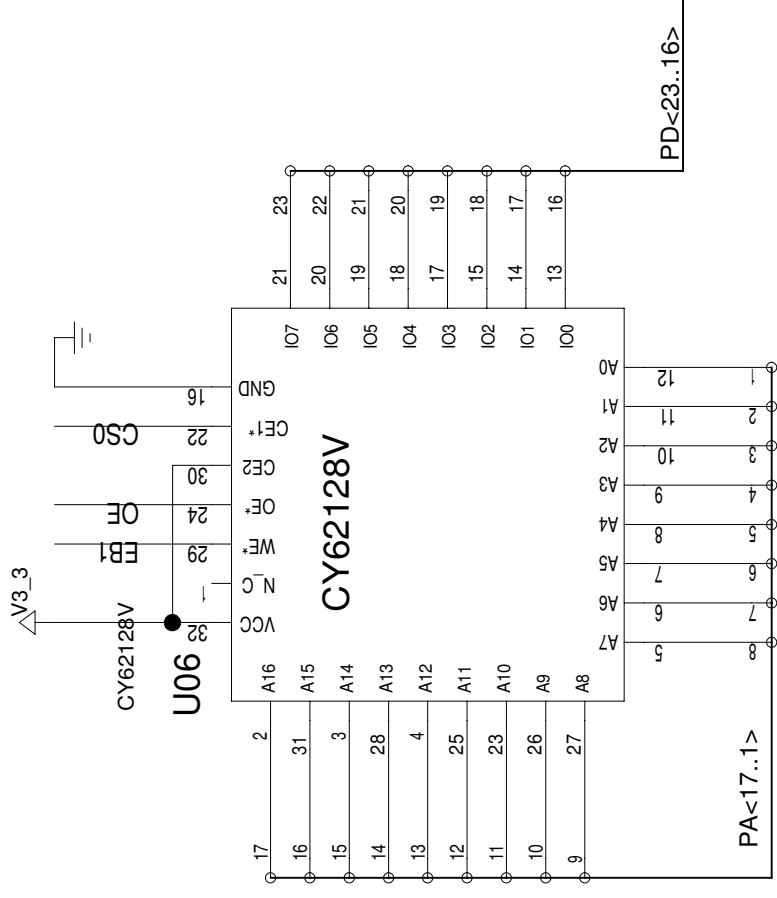 V3_3
CY62128V
U06
CY62128V
16 GND
CS0 22 CE1*
30 CE2
OE 24 OE*
EB1 29 WE*
1 N_C
32 VCC
23 21 IO7
22 20 IO6
21 19 IO5
20 18 IO4
19 17 IO3
18 15 IO2
17 14 IO1
16 13 IO0
PD<23..16>
17 2 A16
16 31 A15
15 3 A14
14 28 A13
13 4 A12
12 25 A11
11 23 A10
10 26 A9
9 27 A8
A0 12 1
A1 11 2
A2 10 3
A3 9 4
A4 8 5
A5 7 6
A6 6 7
A7 5 8
PA<17..1>